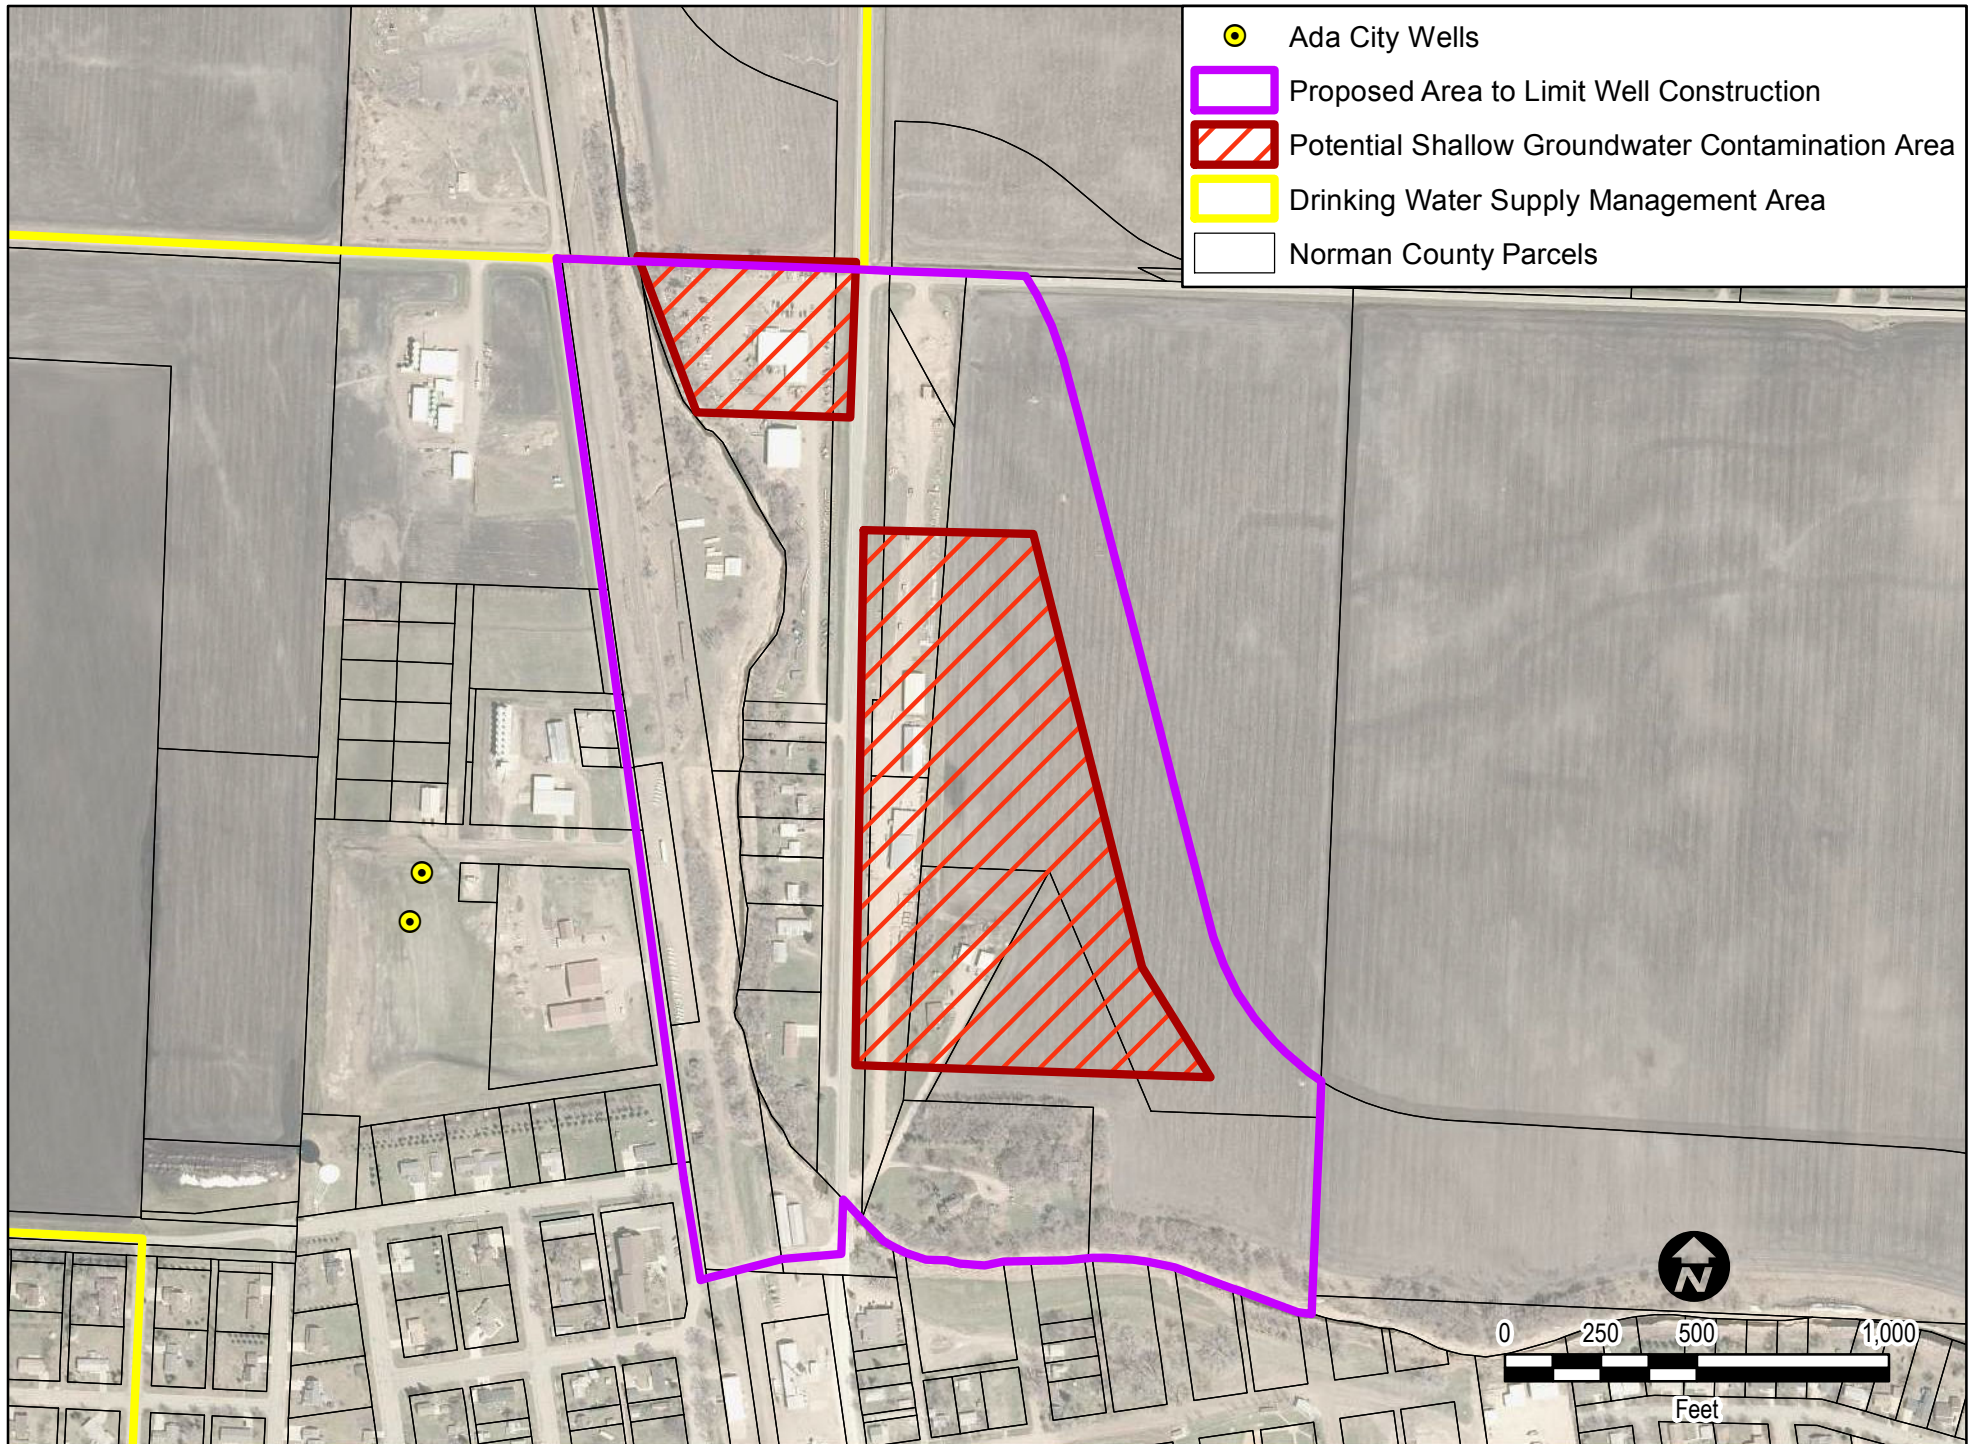 Ada City Wells
Proposed Area to Limit Well Construction
Potential Shallow Groundwater Contamination Area
Drinking Water Supply Management Area
Norman County Parcels
N
0 250 500 1,000
Feet